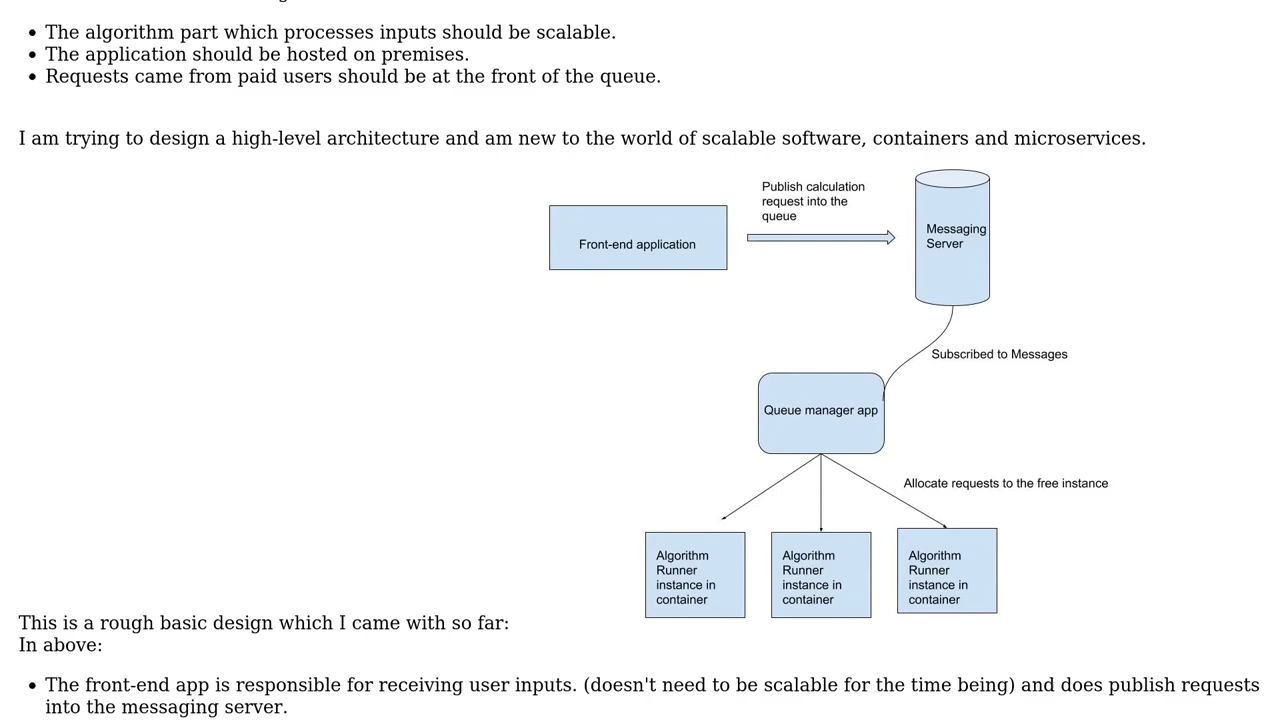 The algorithm part which processes inputs should be scalable.
The application should be hosted on premises.
Requests came from paid users should be at the front of the queue.
I am trying to design a high-level architecture and am new to the world of scalable software, containers and microservices.
Publish calculation
request into the
queue
Front-end application
Messaging
Server
Subscribed to Messages
Queue manager app
Allocate requests to the free instance
Algorithm
Runner
instance in
container
Algorithm
Runner
instance in
container
Algorithm
Runner
instance in
container
This is a rough basic design which I came with so far:
In above:
The front-end app is responsible for receiving user inputs. (doesn't need to be scalable for the time being) and does publish requests
into the messaging server.